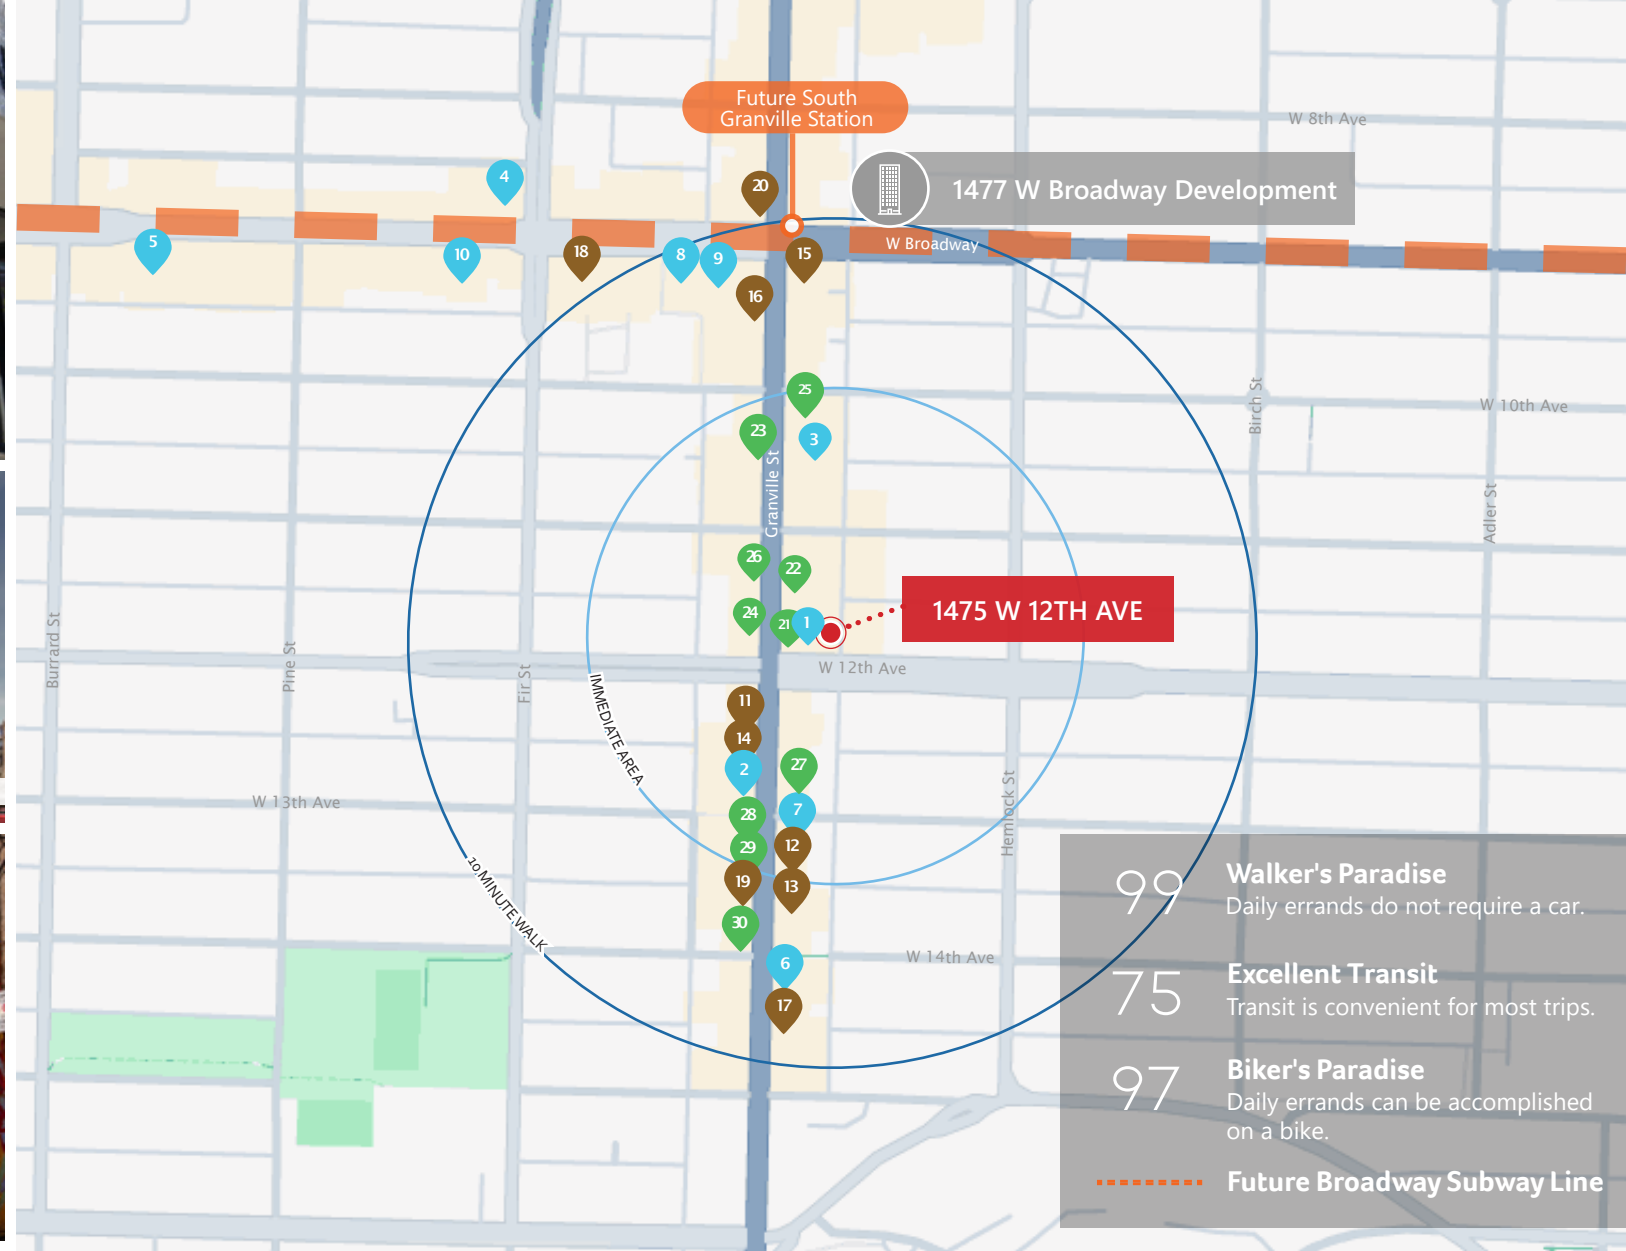 W 8th Ave
Future South
Granville Station
1477 W Broadway Development
4
20
5
10
18
8
9
15
W Broadway
16
25
23
3
Granville St
Birch St
W 10th Ave
Adler St
26
22
24
21
1
1475 W 12TH AVE
Burrard St
Pine St
Fir St
W 12th Ave
IMMEDIATE AREA
11
14
2
27
28
7
W 13th Ave
Hemlock St
29
12
19
13
10 MINUTE WALK
30
W 14th Ave
6
17
99
Walker's Paradise
Daily errands do not require a car.
75
Excellent Transit
Transit is convenient for most trips.
97
Biker's Paradise
Daily errands can be accomplished
on a bike.
Future Broadway Subway Line